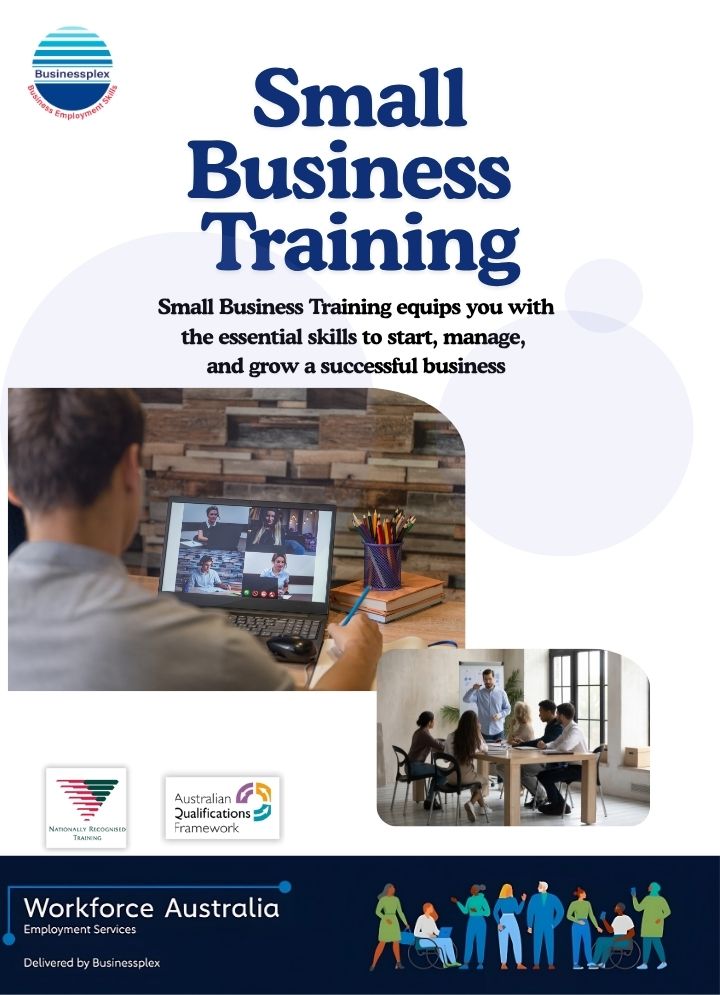 Businessplex
Business Employment Skills
Small
Business
Training
Small Business Training equips you with
the essential skills to start, manage,
and grow a successful business
NATIONALLY RECOGNISED
TRAINING
Australian
Qualifications
Framework
Workforce Australia
Employment Services
Delivered by Businessplex